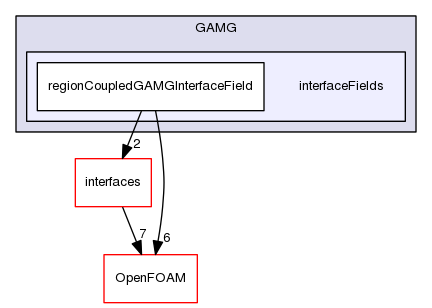 GAMG
regionCoupledGAMGInterfaceField
interfaceFields
2
interfaces
7
6
OpenFOAM